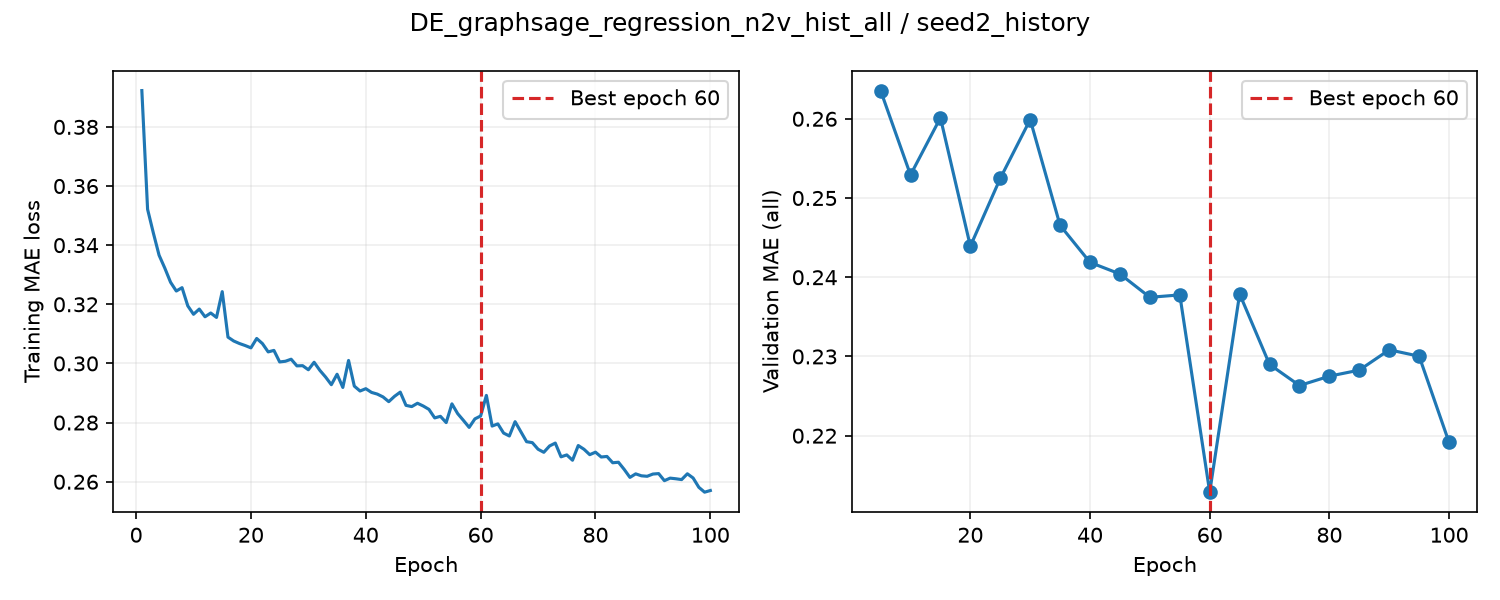 DE_graphsage_regression_n2v_hist_all / seed2_history
Training MAE loss
0.38
0.36
0.34
0.32
0.30
0.28
0.26
0 20 40 60 80 100
Epoch
Best epoch 60
Validation MAE (all)
0.26
0.25
0.24
0.23
0.22
20 40 60 80 100
Epoch
Best epoch 60